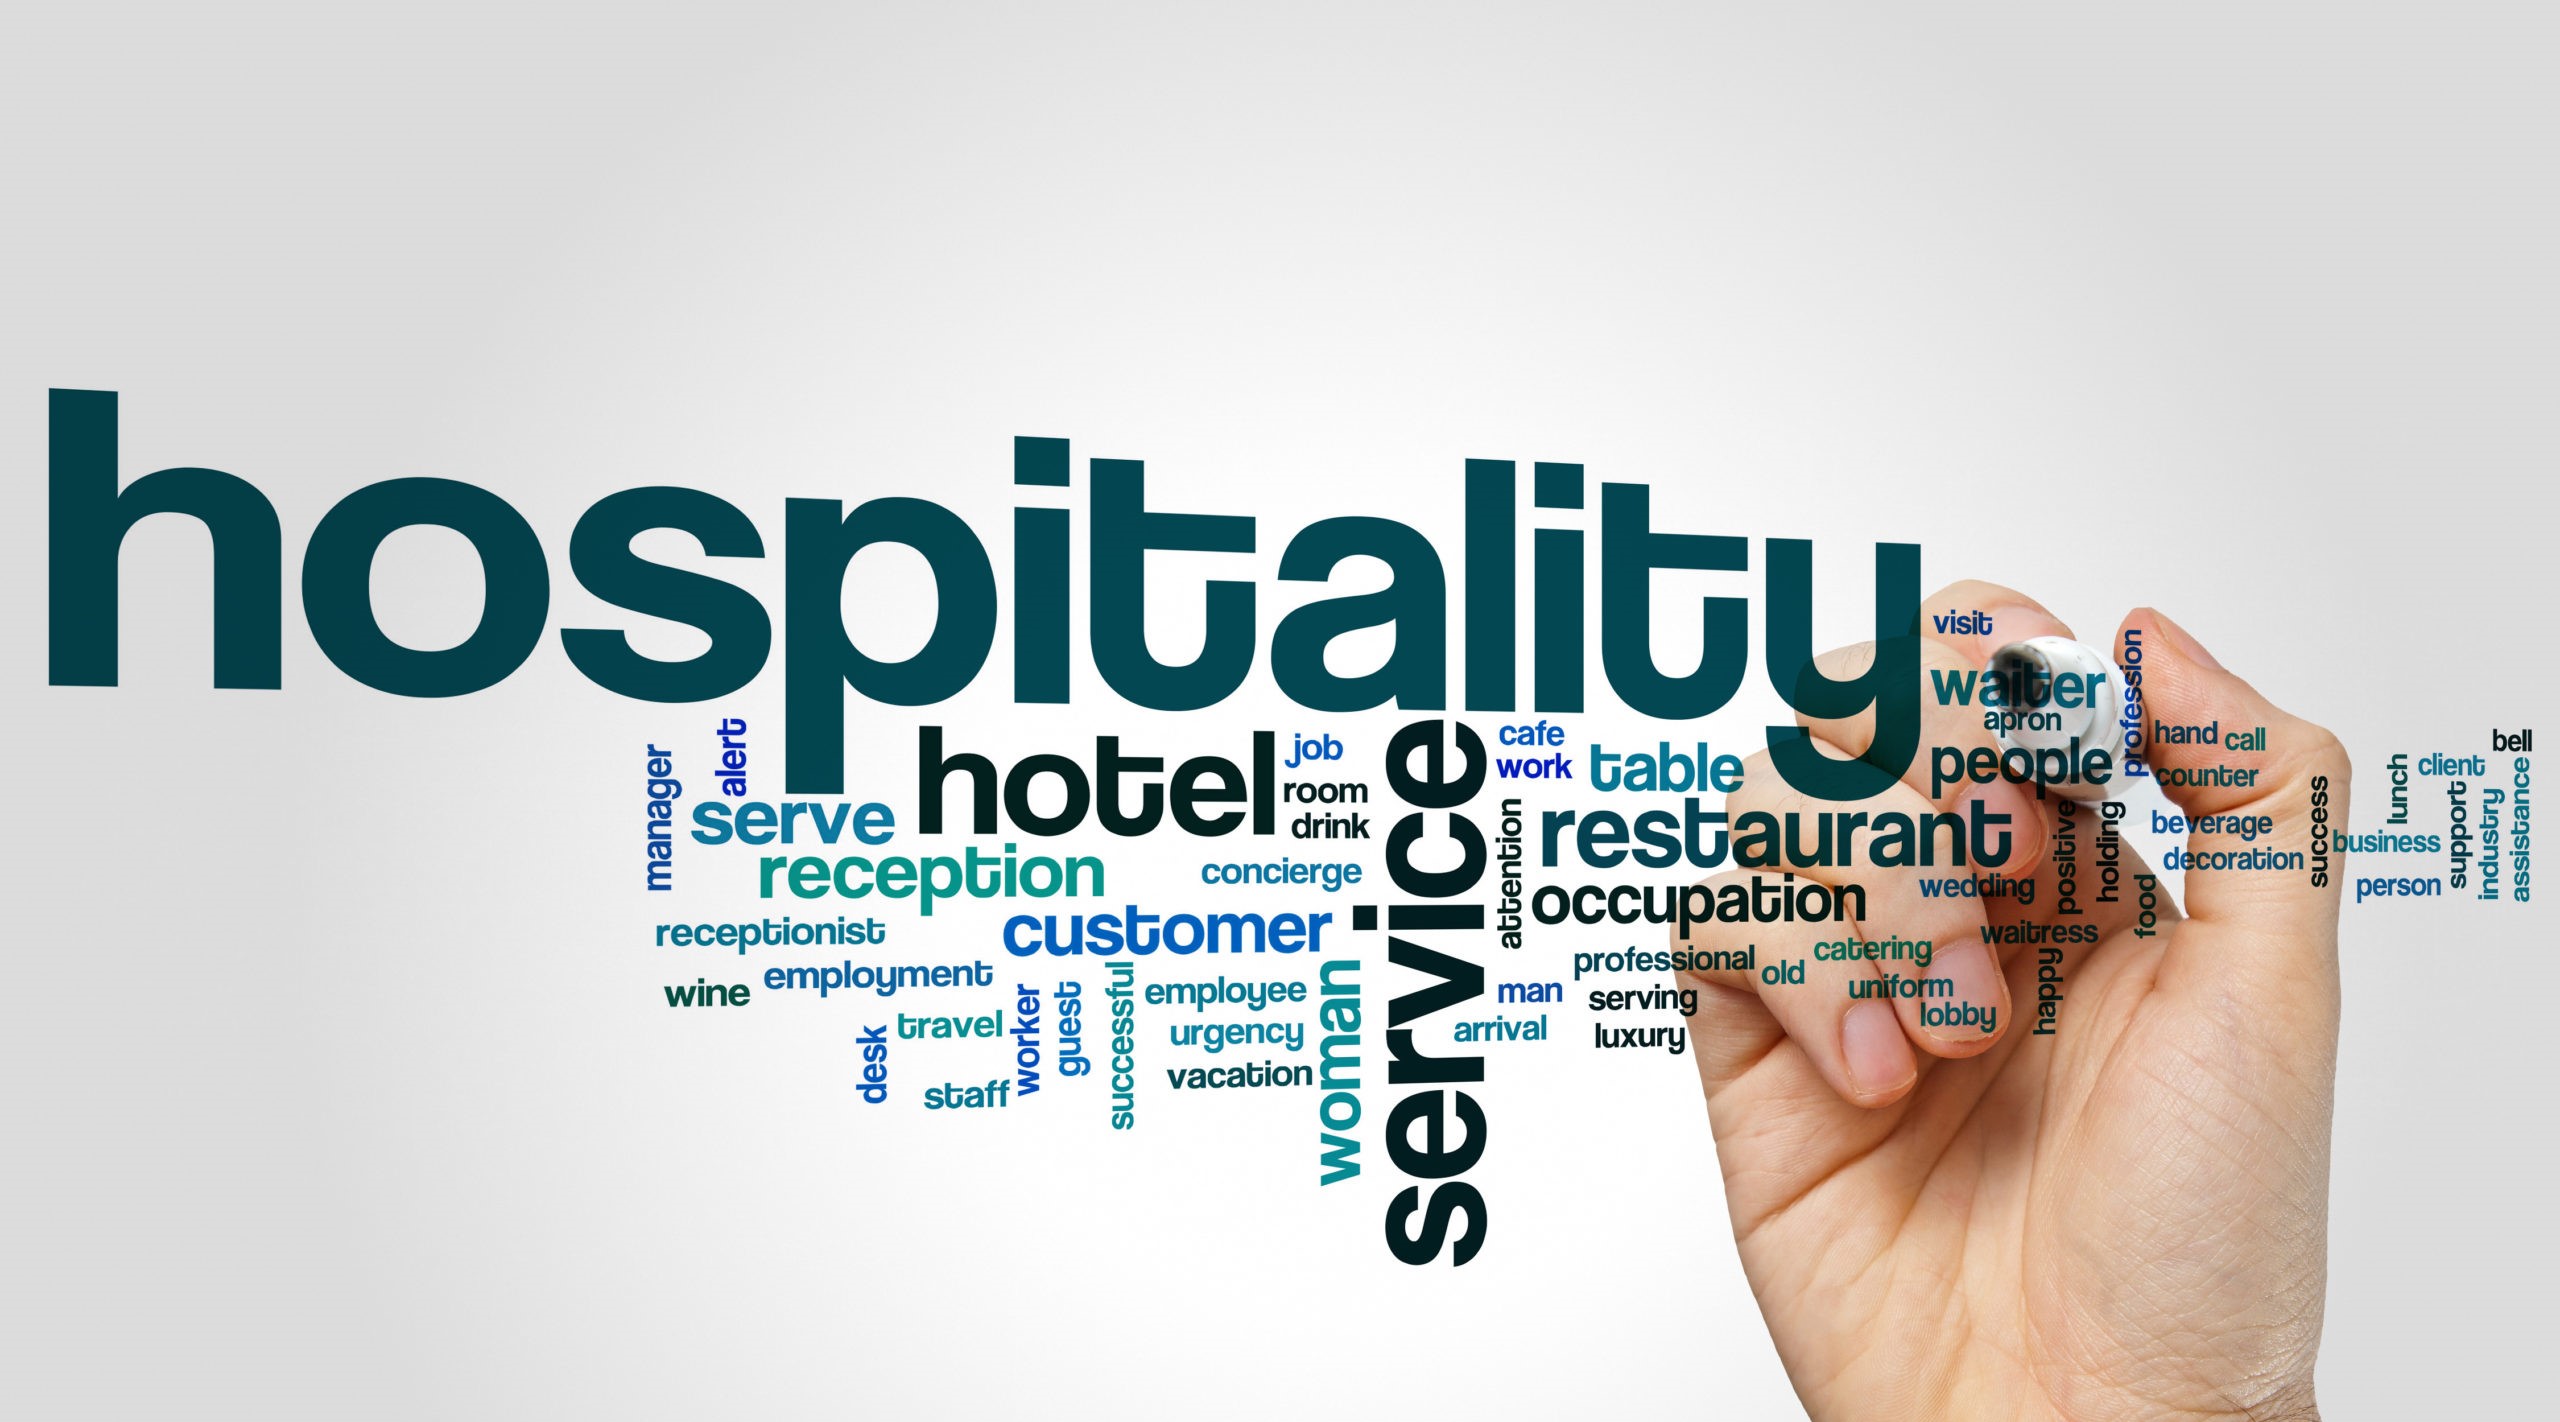 hospitality
visit
waiter
apron
profession
people
hand
call
counter
bell
client
lunch
support
industry
assistance
business
person
success
beverage
decoration
manager
alert
serve
hotel
job
room
drink
service
cafe
work
table
attention
restaurant
positive
holding
food
reception
concierge
occupation
wedding
receptionist
customer
waitress
happy
professional
old
catering
uniform
lobby
wine
employment
travel
desk
staff
worker
guest
successful
employee
urgency
vacation
woman
man
arrival
serving
luxury